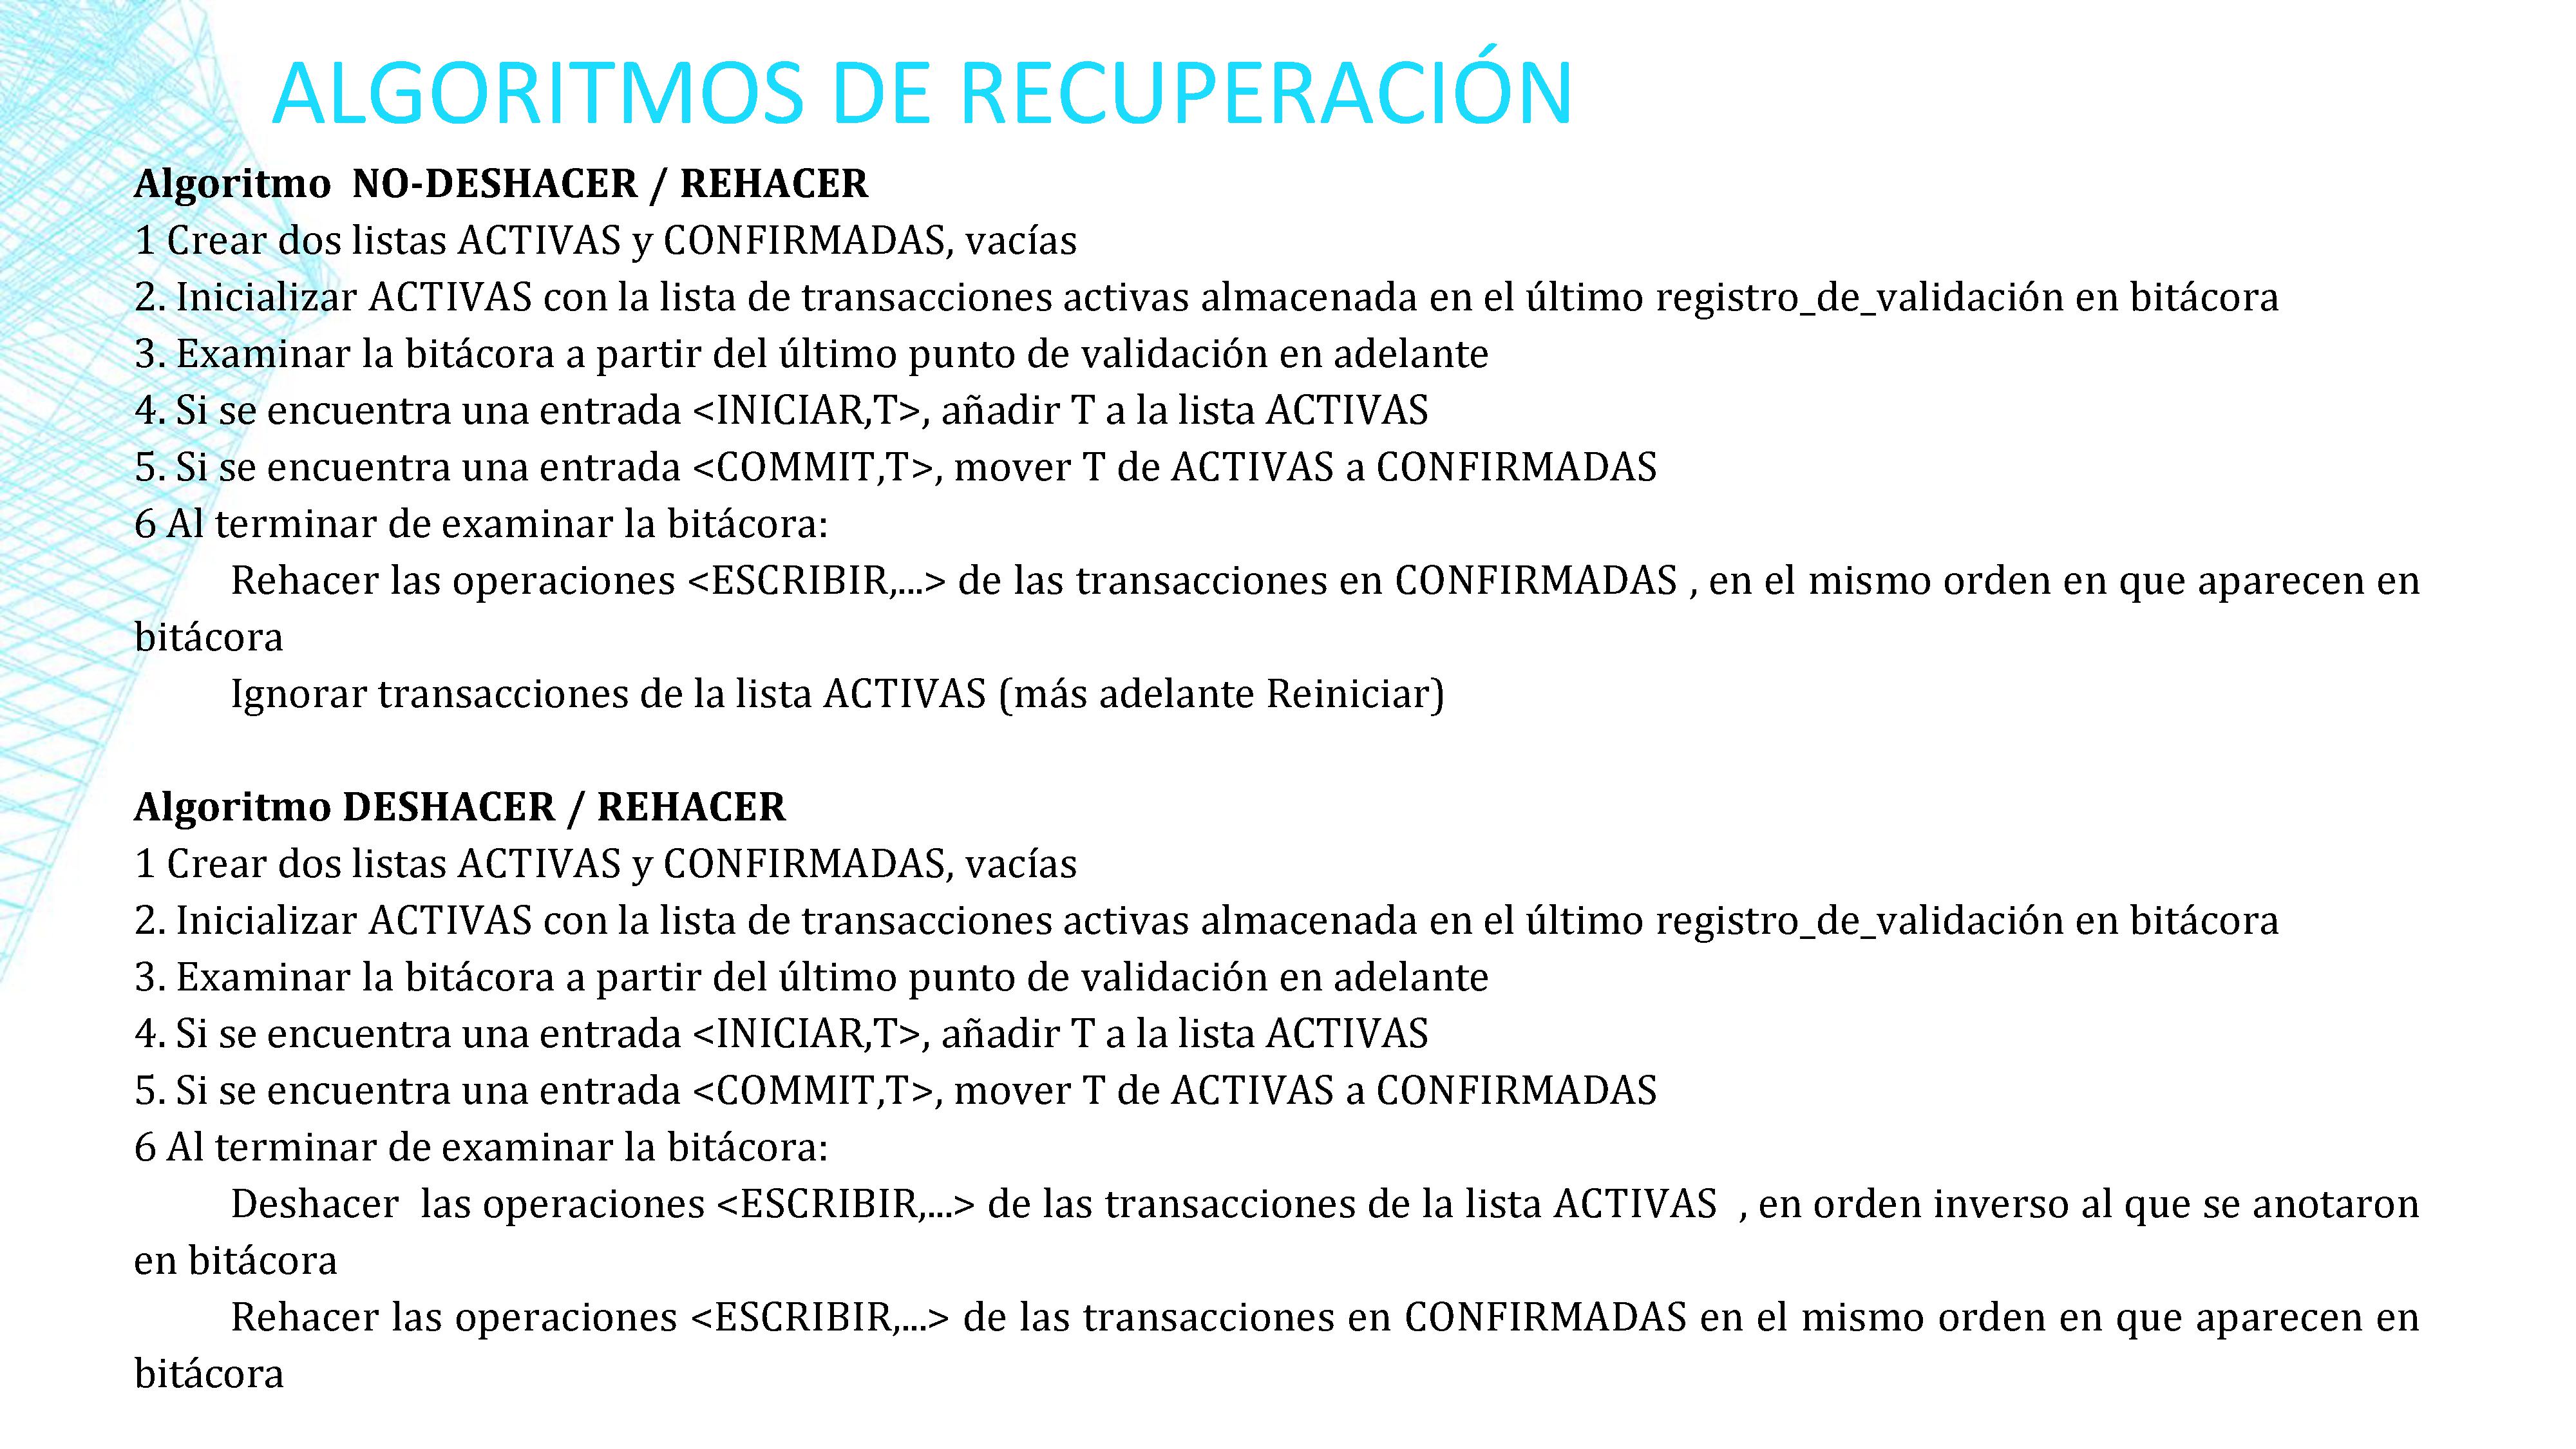 ALGORITMOS DE RECUPERACIÓN
Algoritmo NO-DESHACER / REHACER
1 Crear dos listas ACTIVAS y CONFIRMADAS, vacías
2. Inicializar ACTIVAS con la lista de transacciones activas almacenada en el último registro_de_validación en bitácora
3. Examinar la bitácora a partir del último punto de validación en adelante
4. Si se encuentra una entrada <INICIAR,T>, añadir T a la lista ACTIVAS
5. Si se encuentra una entrada <COMMIT,T>, mover T de ACTIVAS a CONFIRMADAS
6 Al terminar de examinar la bitácora:
Rehacer las operaciones <ESCRIBIR,...> de las transacciones en CONFIRMADAS , en el mismo orden en que aparecen en
bitácora
Ignorar transacciones de la lista ACTIVAS (más adelante Reiniciar)
Algoritmo DESHACER / REHACER
1 Crear dos listas ACTIVAS y CONFIRMADAS, vacías
2. Inicializar ACTIVAS con la lista de transacciones activas almacenada en el último registro_de_validación en bitácora
3. Examinar la bitácora a partir del último punto de validación en adelante
4. Si se encuentra una entrada <INICIAR,T>, añadir T a la lista ACTIVAS
5. Si se encuentra una entrada <COMMIT,T>, mover T de ACTIVAS a CONFIRMADAS
6 Al terminar de examinar la bitácora:
Deshacer las operaciones <ESCRIBIR,...> de las transacciones de la lista ACTIVAS , en orden inverso al que se anotaron
en bitácora
Rehacer las operaciones <ESCRIBIR,...> de las transacciones en CONFIRMADAS en el mismo orden en que aparecen en
bitácora